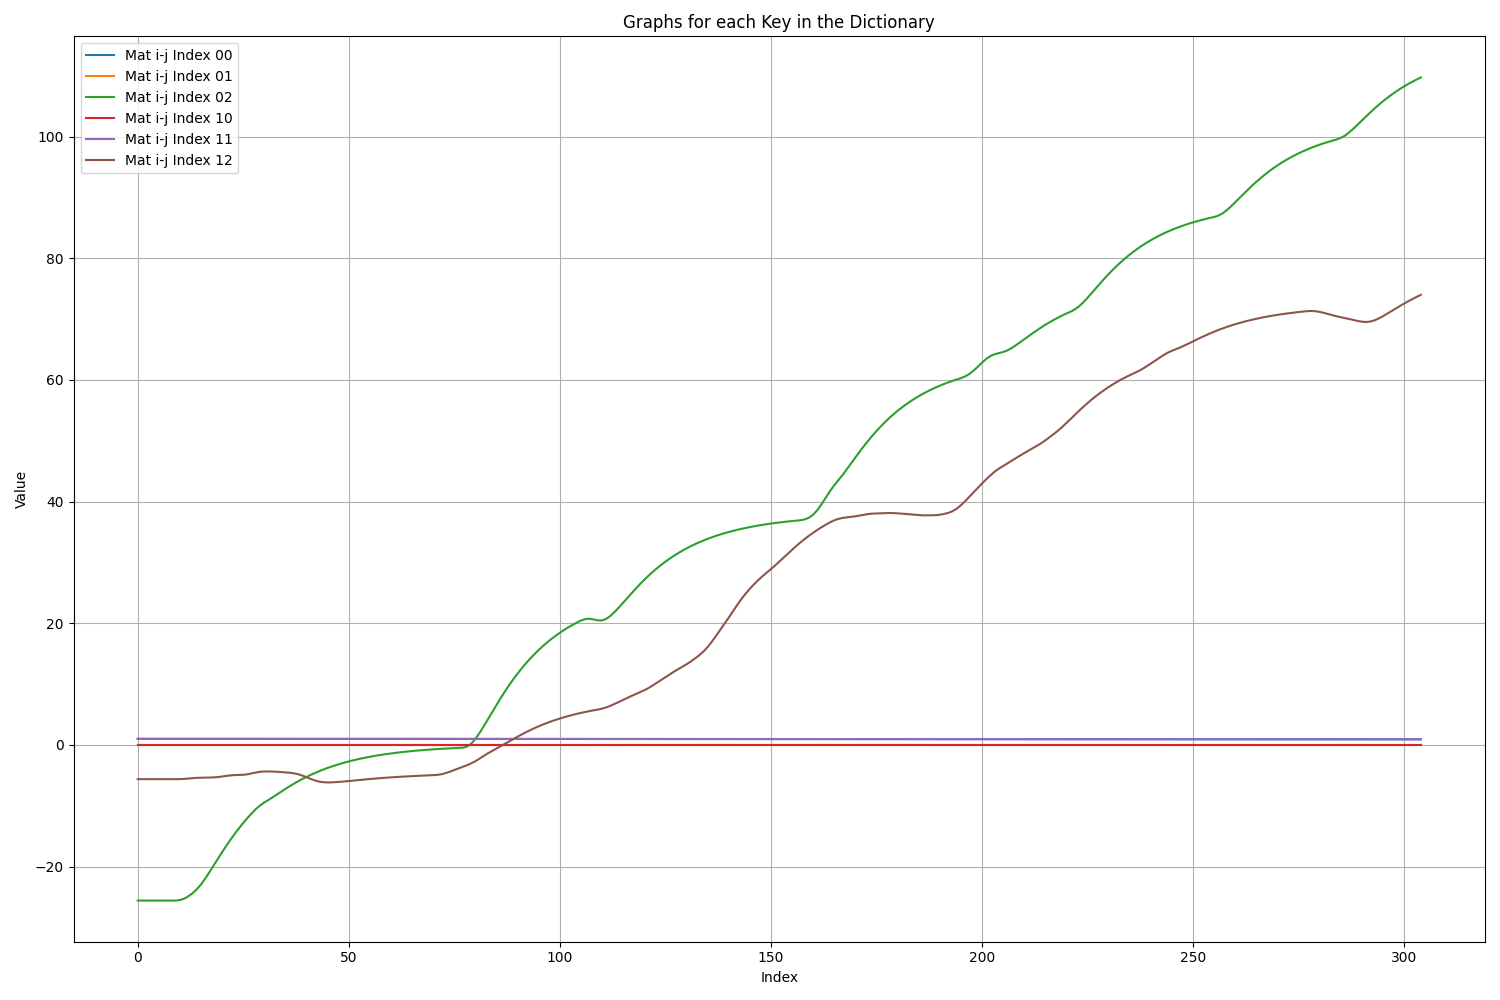 Graphs for each Key in the Dictionary
Mat i-j Index 00
Mat i-j Index 01
Mat i-j Index 02
Mat i-j Index 10
Mat i-j Index 11
Mat i-j Index 12
100
80
60
40
20
0
−20
Value
0 50 100 150 200 250 300
Index